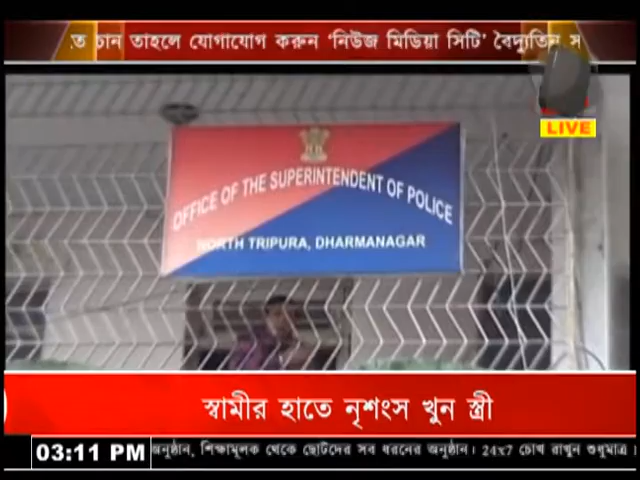 ত চান তাহলে যোগাযোগ করুন ‘নিউজ মিডিয়া সিটি’ বৈদ্যুতিন স
LIVE
OFFICE OF THE SUPERINTENDENT OF POLICE
NORTH TRIPURA, DHARMANAGAR
স্বামীর হাতে নৃশংস খুন স্ত্রী
03:11 PM
অনুষ্ঠান, শিক্ষামূলক থেকে ছোটদের সব ধরনের অনুষ্ঠান। 24x7 চোখ রাখুন শুধুমাত্র